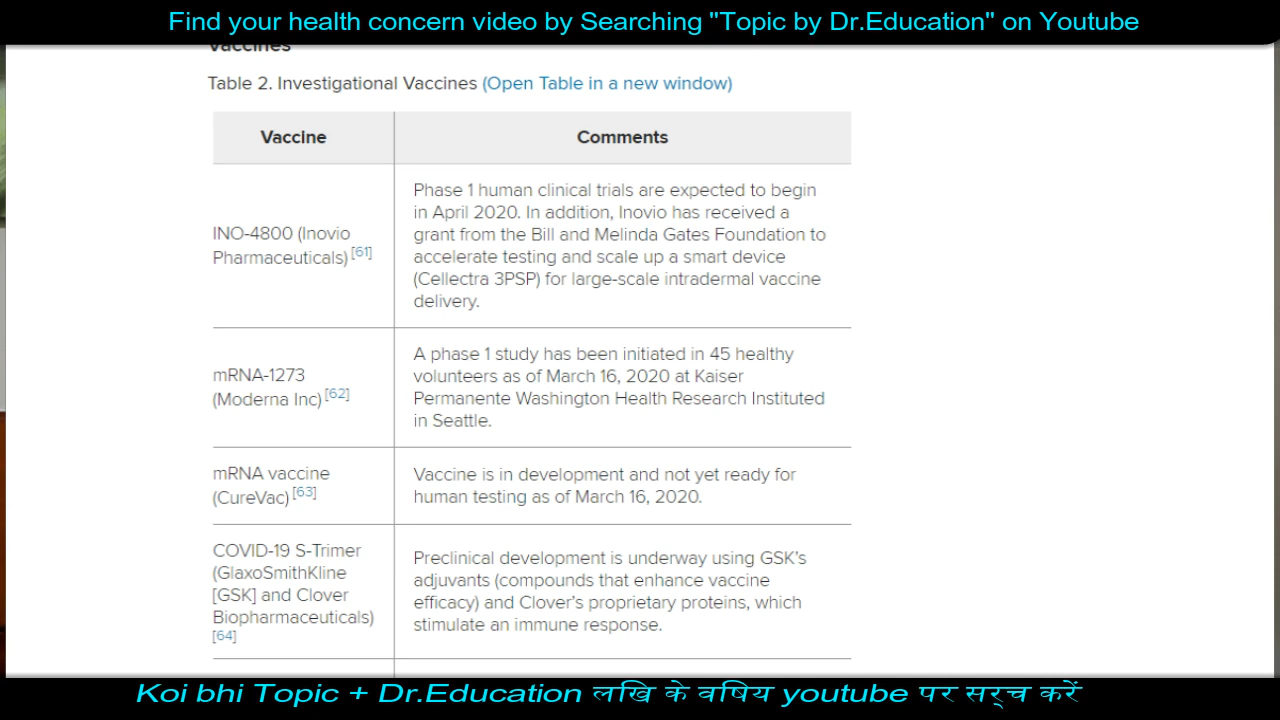 Find your health concern video by Searching "Topic by Dr.Education" on Youtube
Vaccines
Table 2. Investigational Vaccines (Open Table in a new window)
Vaccine
Comments
INO-4800 (Inovio
Pharmaceuticals) [61]
Phase 1 human clinical trials are expected to begin
in April 2020. In addition, Inovio has received a
grant from the Bill and Melinda Gates Foundation to
accelerate testing and scale up a smart device
(Cellectra 3PSP) for large-scale intradermal vaccine
delivery.
mRNA-1273
(Moderna Inc) [62]
A phase 1 study has been initiated in 45 healthy
volunteers as of March 16, 2020 at Kaiser
Permanente Washington Health Research Instituted
in Seattle.
mRNA vaccine
(CureVac) [63]
Vaccine is in development and not yet ready for
human testing as of March 16, 2020.
COVID-19 S-Trimer
(GlaxoSmithKline
[GSK] and Clover
Biopharmaceuticals)
[64]
Preclinical development is underway using GSK's
adjuvants (compounds that enhance vaccine
efficacy) and Clover's proprietary proteins, which
stimulate an immune response.
Koi bhi Topic + Dr.Education लखि के वषिय youtube पर सर्च करें